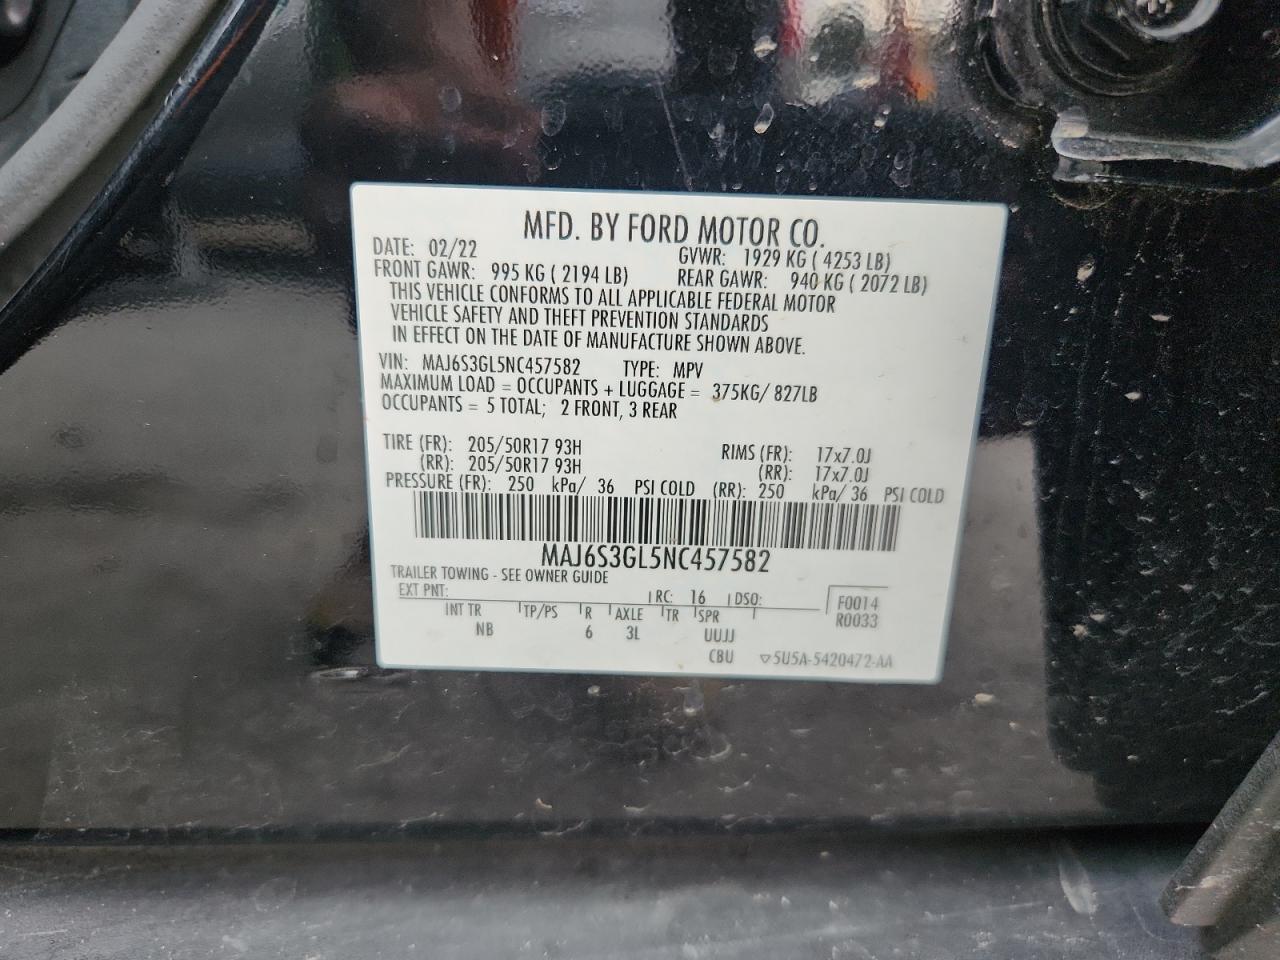 MFD. BY FORD MOTOR CO.
DATE: 02/22 GVWR: 1929 KG ( 4253 LB)
FRONT GAWR: 995 KG ( 2194 LB) REAR GAWR: 940 KG ( 2072 LB)
THIS VEHICLE CONFORMS TO ALL APPLICABLE FEDERAL MOTOR
VEHICLE SAFETY AND THEFT PREVENTION STANDARDS
IN EFFECT ON THE DATE OF MANUFACTURE SHOWN ABOVE.
VIN: MAJ6S3GL5NC457582 TYPE: MPV
MAXIMUM LOAD = OCCUPANTS + LUGGAGE = 375KG/ 827LB
OCCUPANTS = 5 TOTAL; 2 FRONT, 3 REAR
TIRE (FR): 205/50R17 93H RIMS (FR): 17x7.0J
(RR): 205/50R17 93H (RR): 17x7.0J
PRESSURE (FR): 250 kPa/ 36 PSI COLD (RR): 250 kPa/ 36 PSI COLD
MAJ6S3GL5NC457582
TRAILER TOWING - SEE OWNER GUIDE
EXT PNT: RC: 16 DSO: F0014
INT TR TP/PS R AXLE TR SPR R0033
NB 6 3L UUJJ
CBU ▽5U5A-5420472-AA